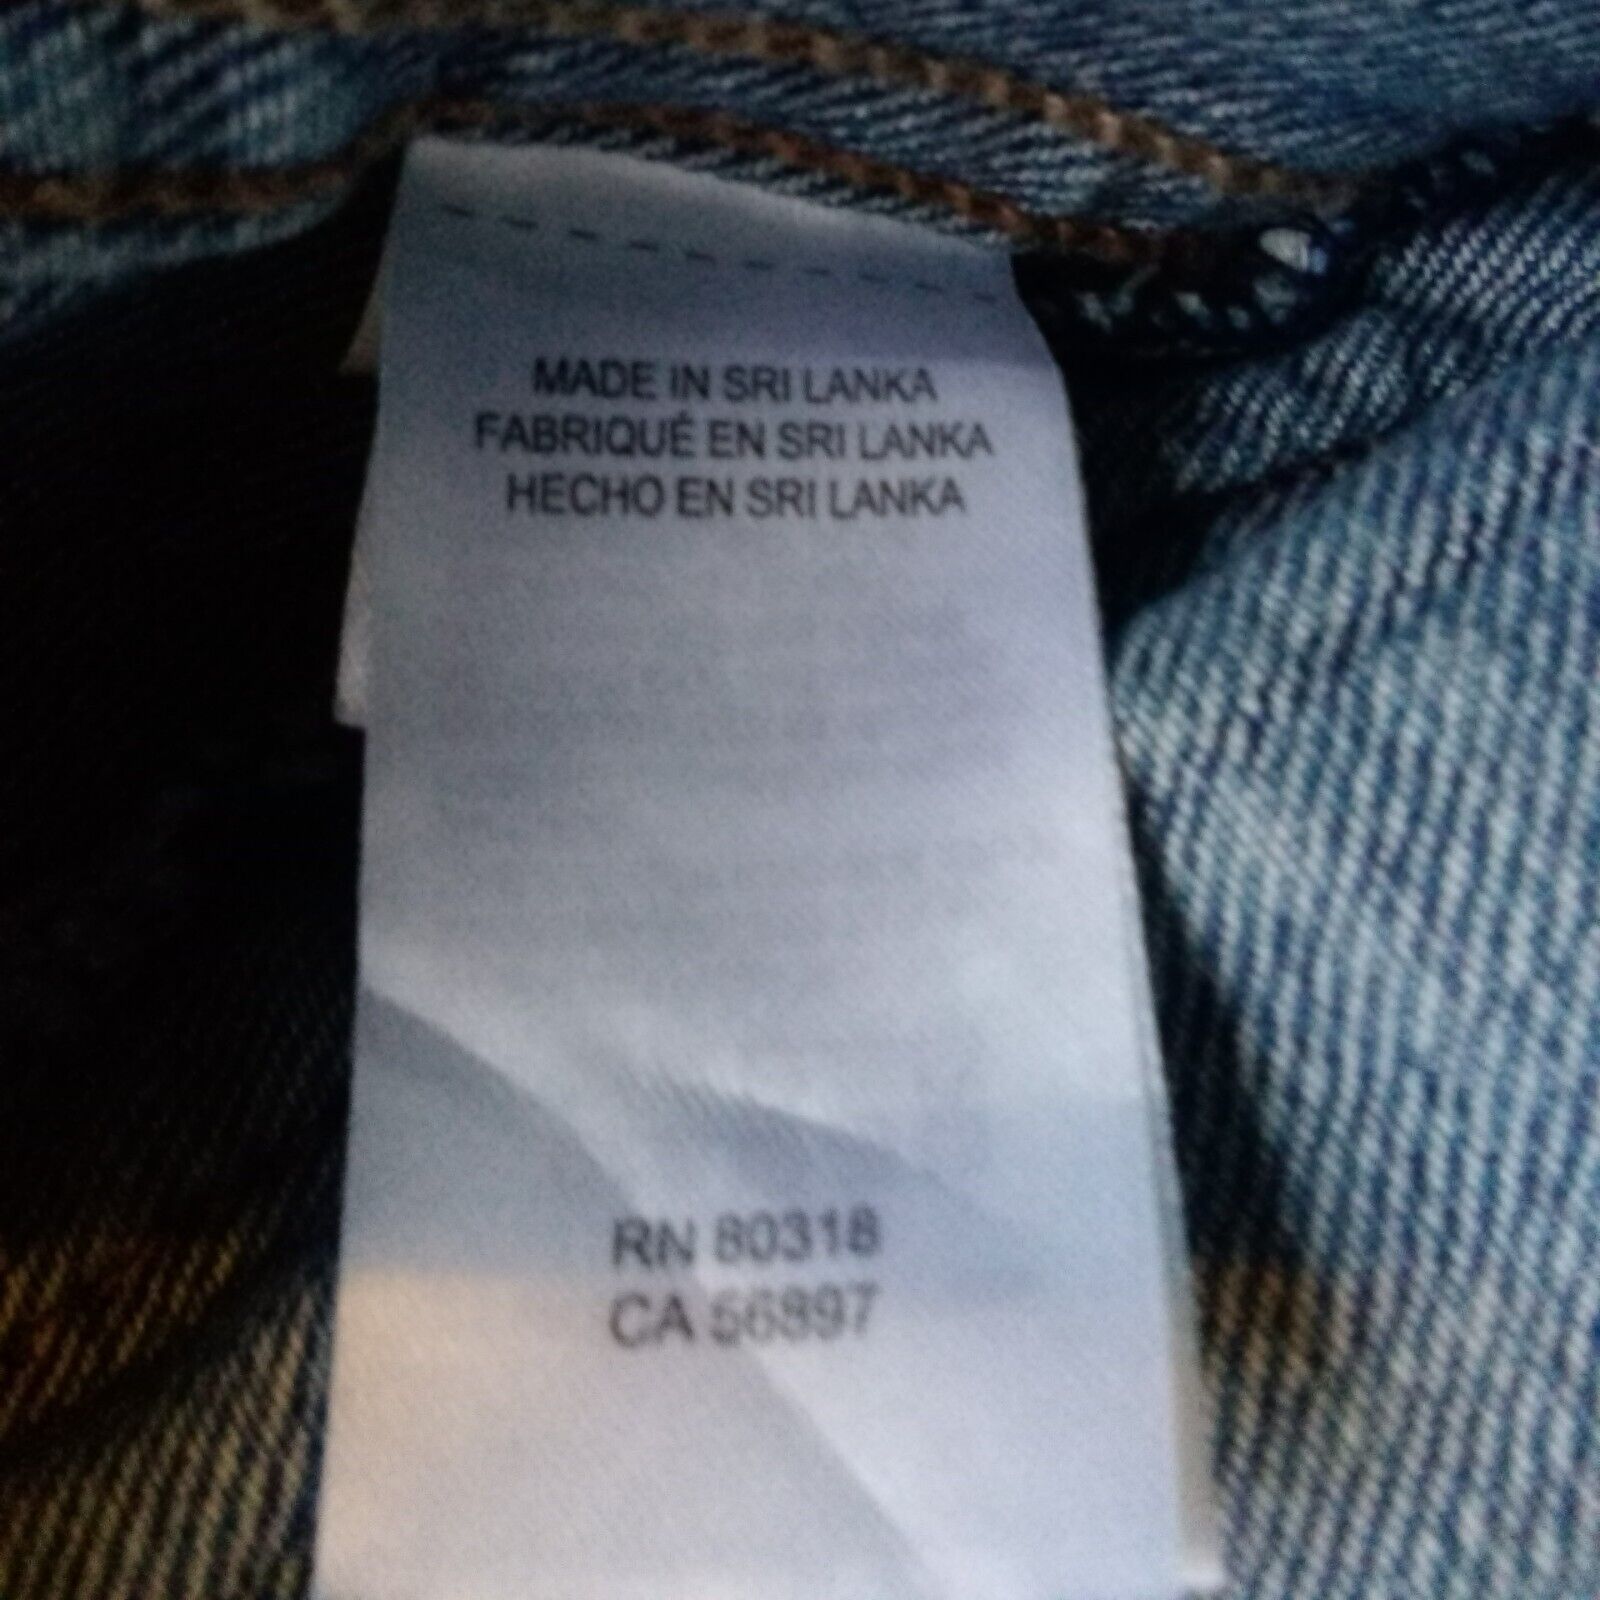 MADE IN SRI LANKA
FABRIQUÉ EN SRI LANKA
HECHO EN SRI LANKA
RN 80318
CA 56897